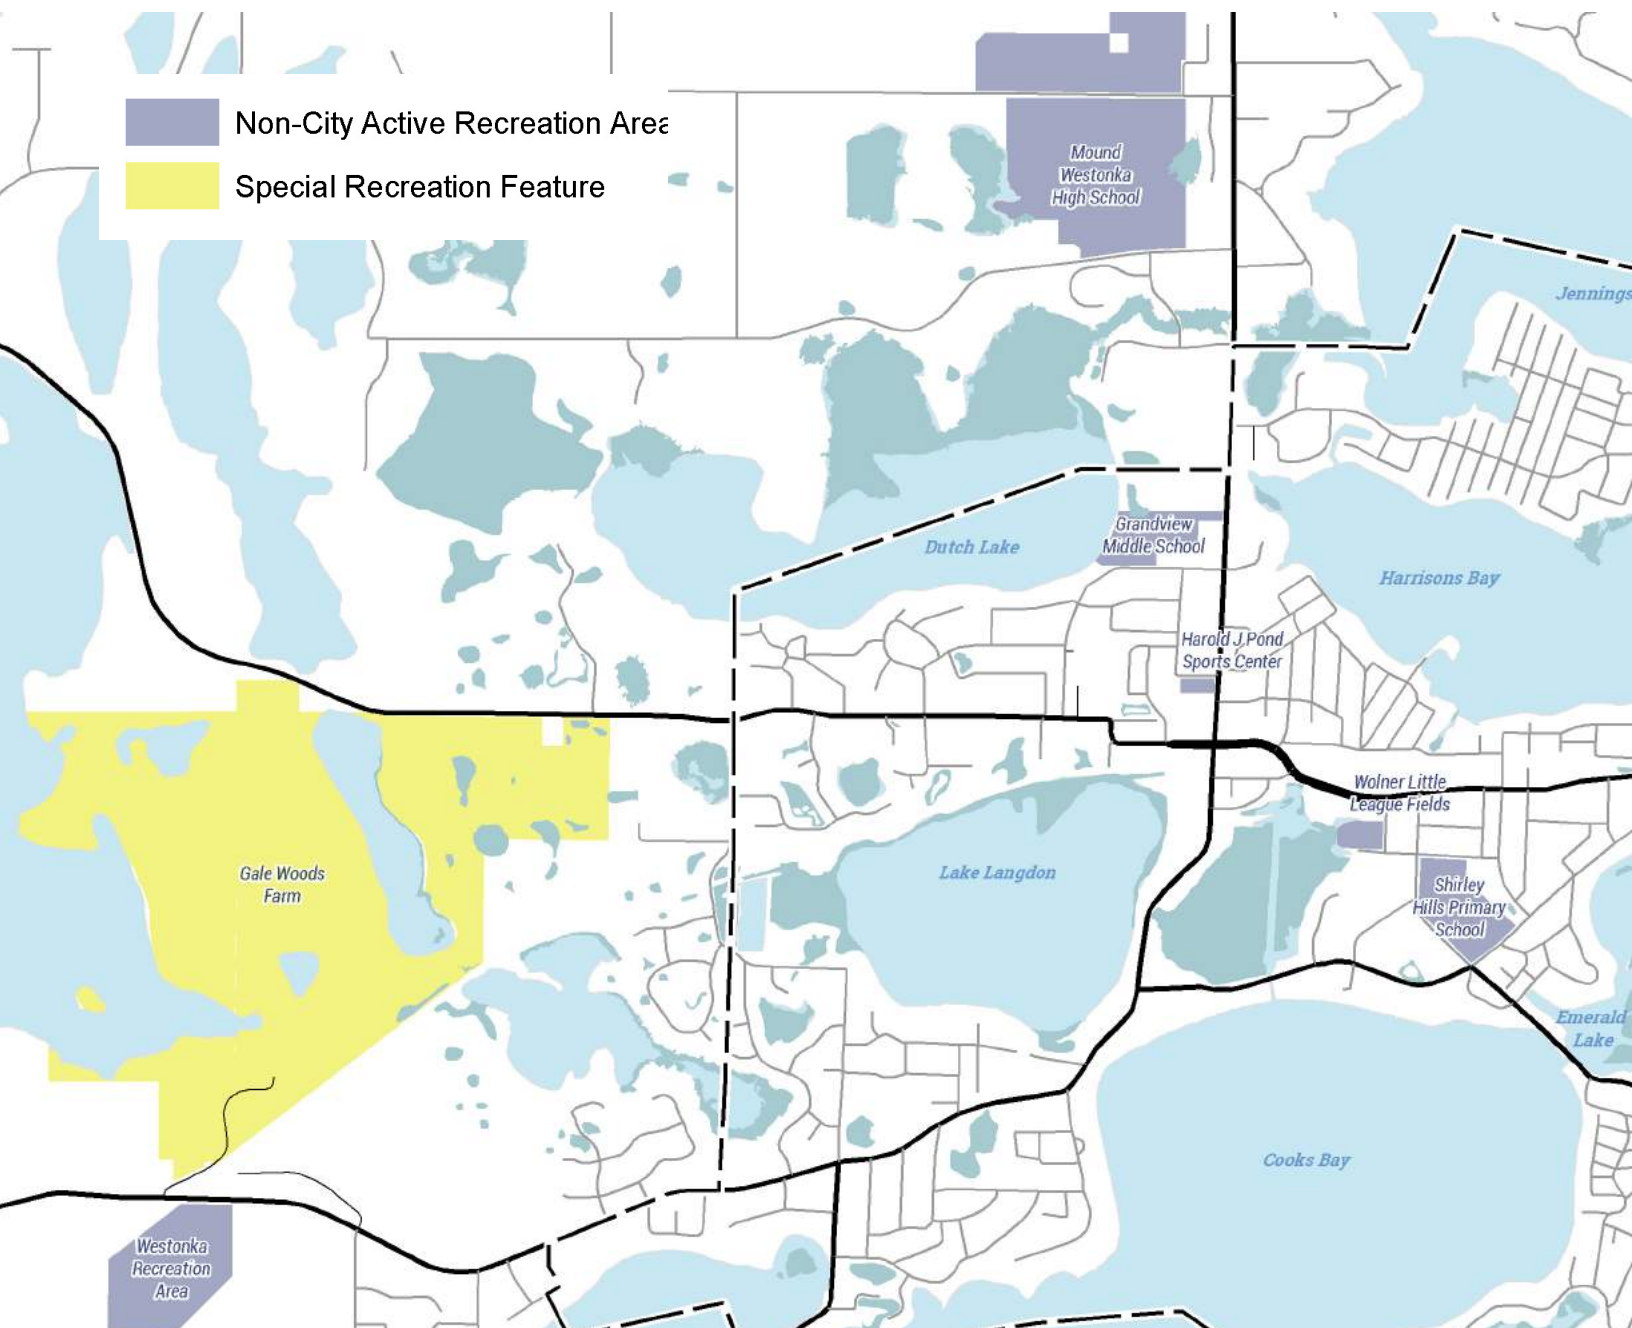 Non-City Active Recreation Area
Special Recreation Feature
Mound
Westonka
High School
Jennings
Dutch Lake
Grandview
Middle School
Harrisons Bay
Harold J Pond
Sports Center
Wolner Little
League Fields
Gale Woods
Farm
Lake Langdon
Shirley
Hills Primary
School
Emerald
Lake
Cooks Bay
Westonka
Recreation
Area